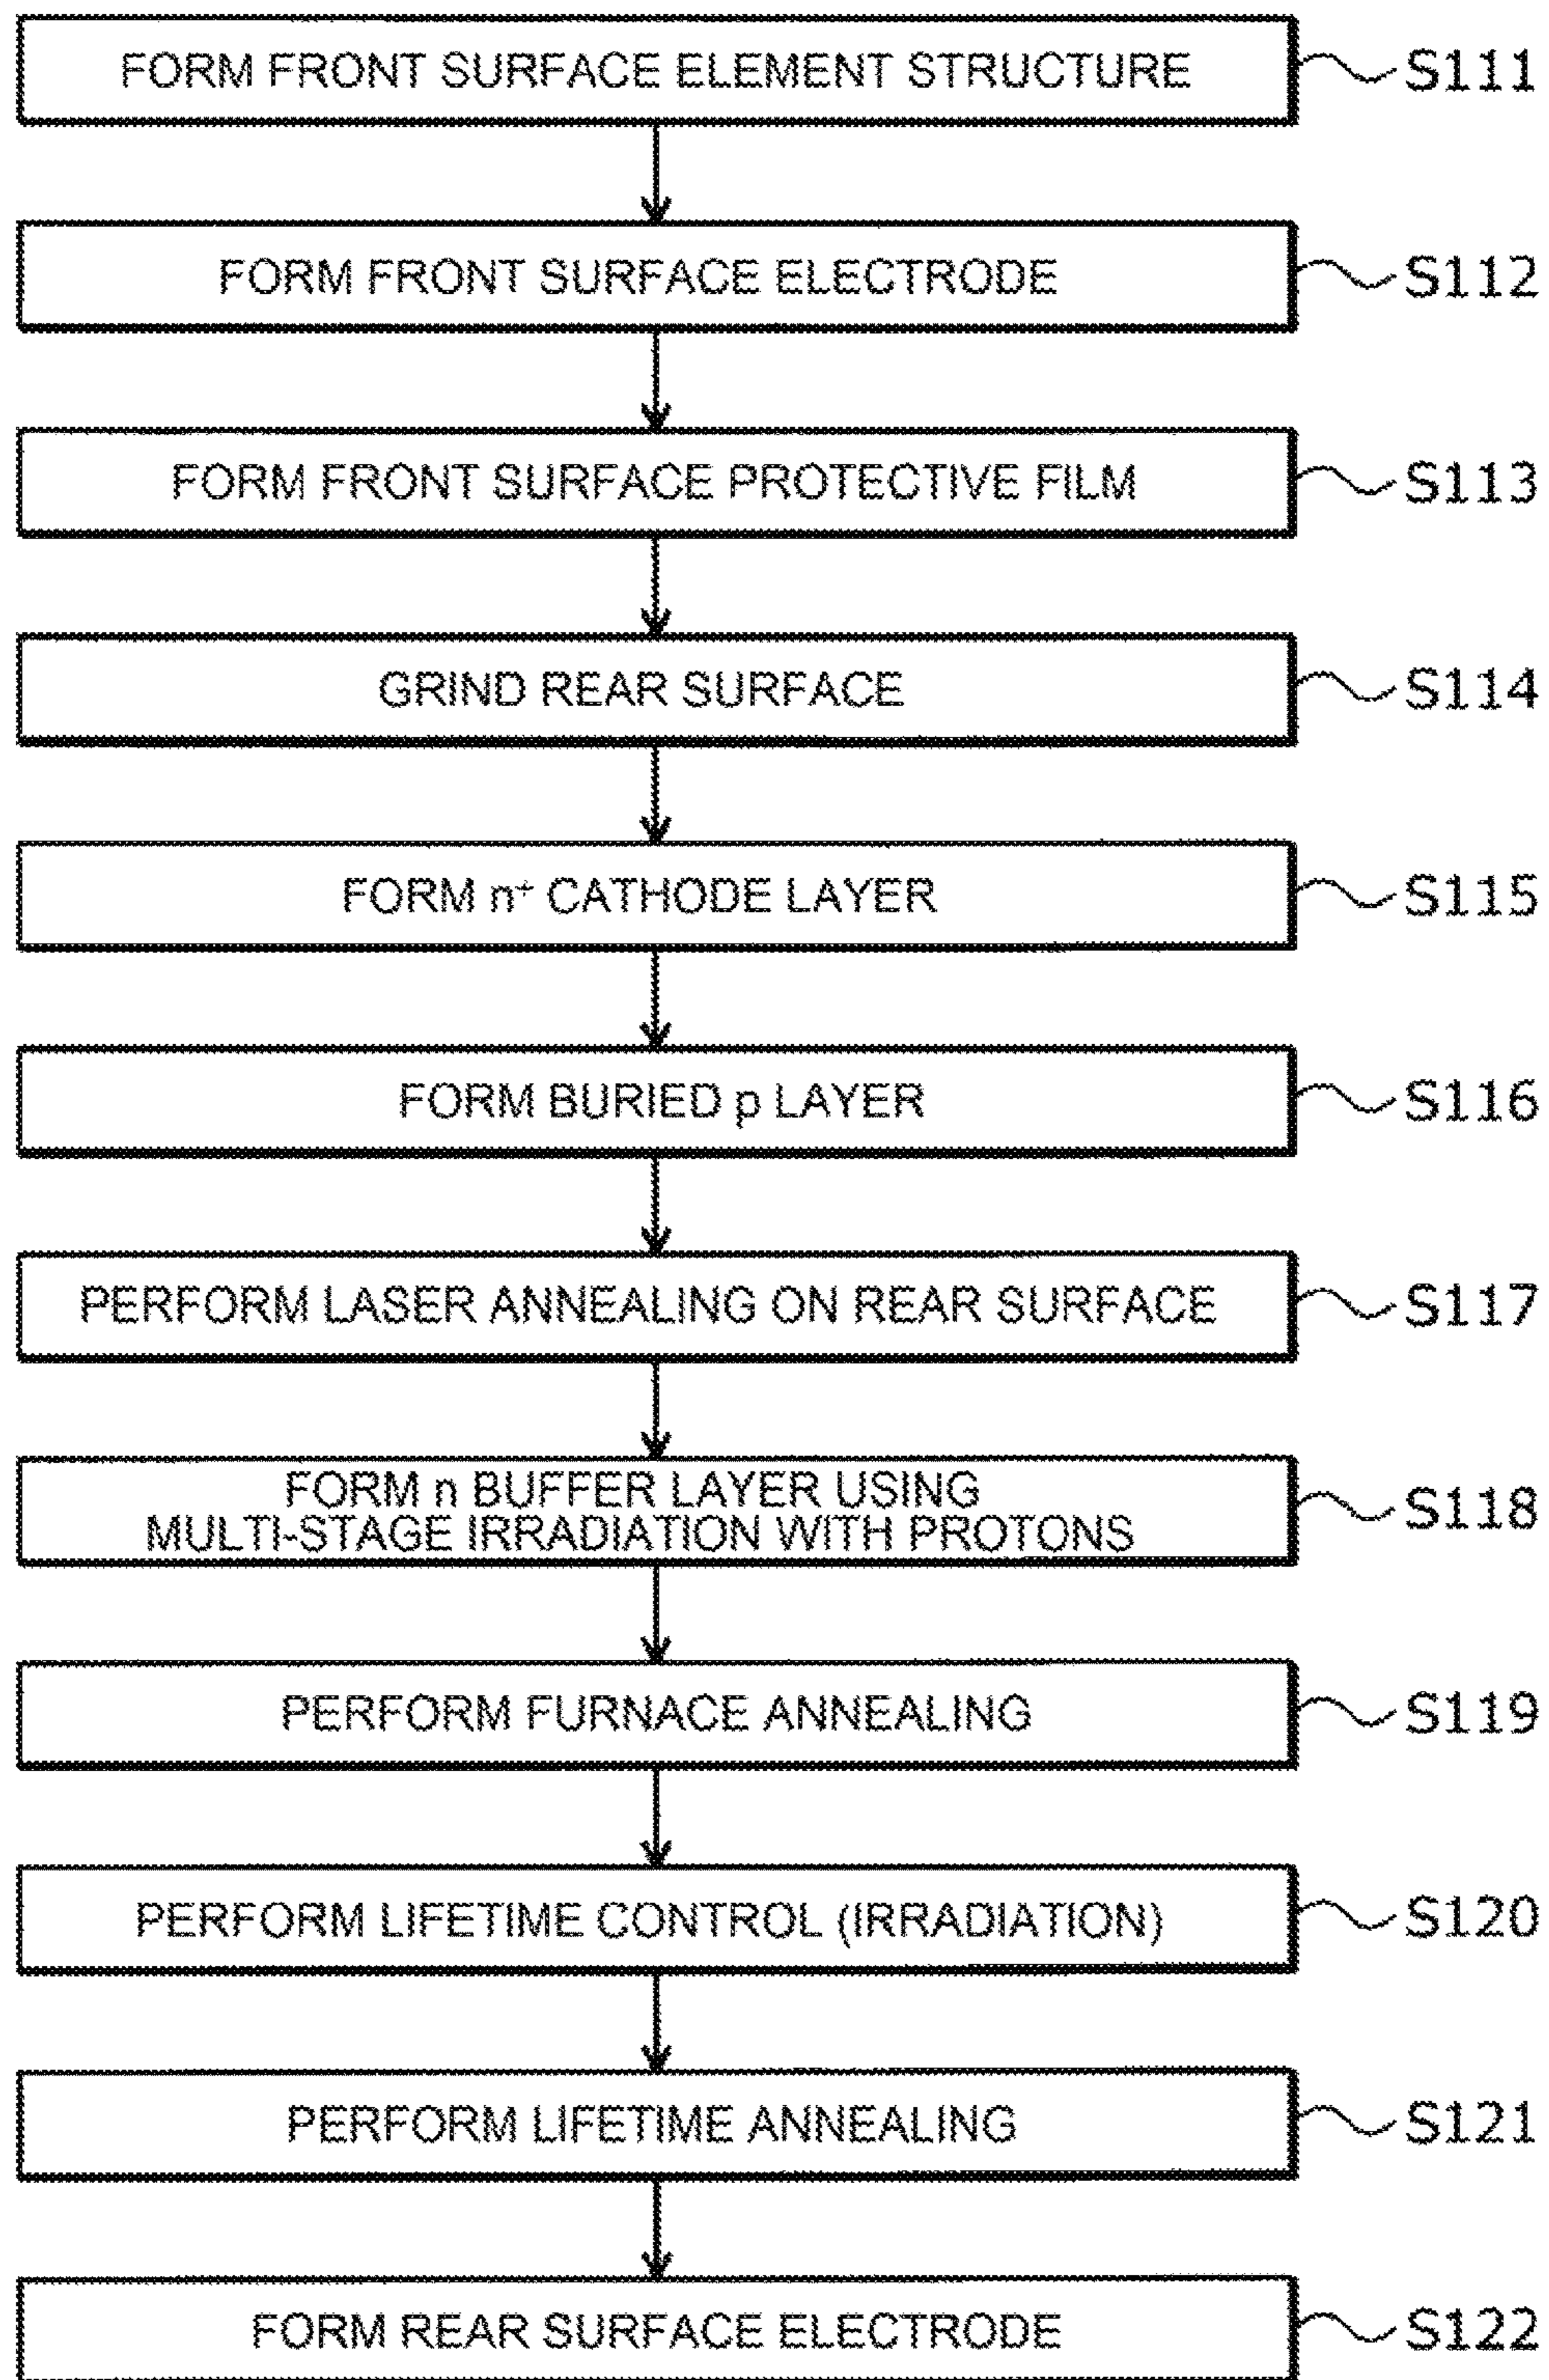 FORM FRONT SURFACE ELEMENT STRUCTURE S111
FORM FRONT SURFACE ELECTRODE S112
FORM FRONT SURFACE PROTECTIVE FILM S113
GRIND REAR SURFACE S114
FORM n⁺ CATHODE LAYER S115
FORM BURIED p LAYER S116
PERFORM LASER ANNEALING ON REAR SURFACE S117
FORM n BUFFER LAYER USING
MULTI-STAGE IRRADIATION WITH PROTONS S118
PERFORM FURNACE ANNEALING S119
PERFORM LIFETIME CONTROL (IRRADIATION) S120
PERFORM LIFETIME ANNEALING S121
FORM REAR SURFACE ELECTRODE S122